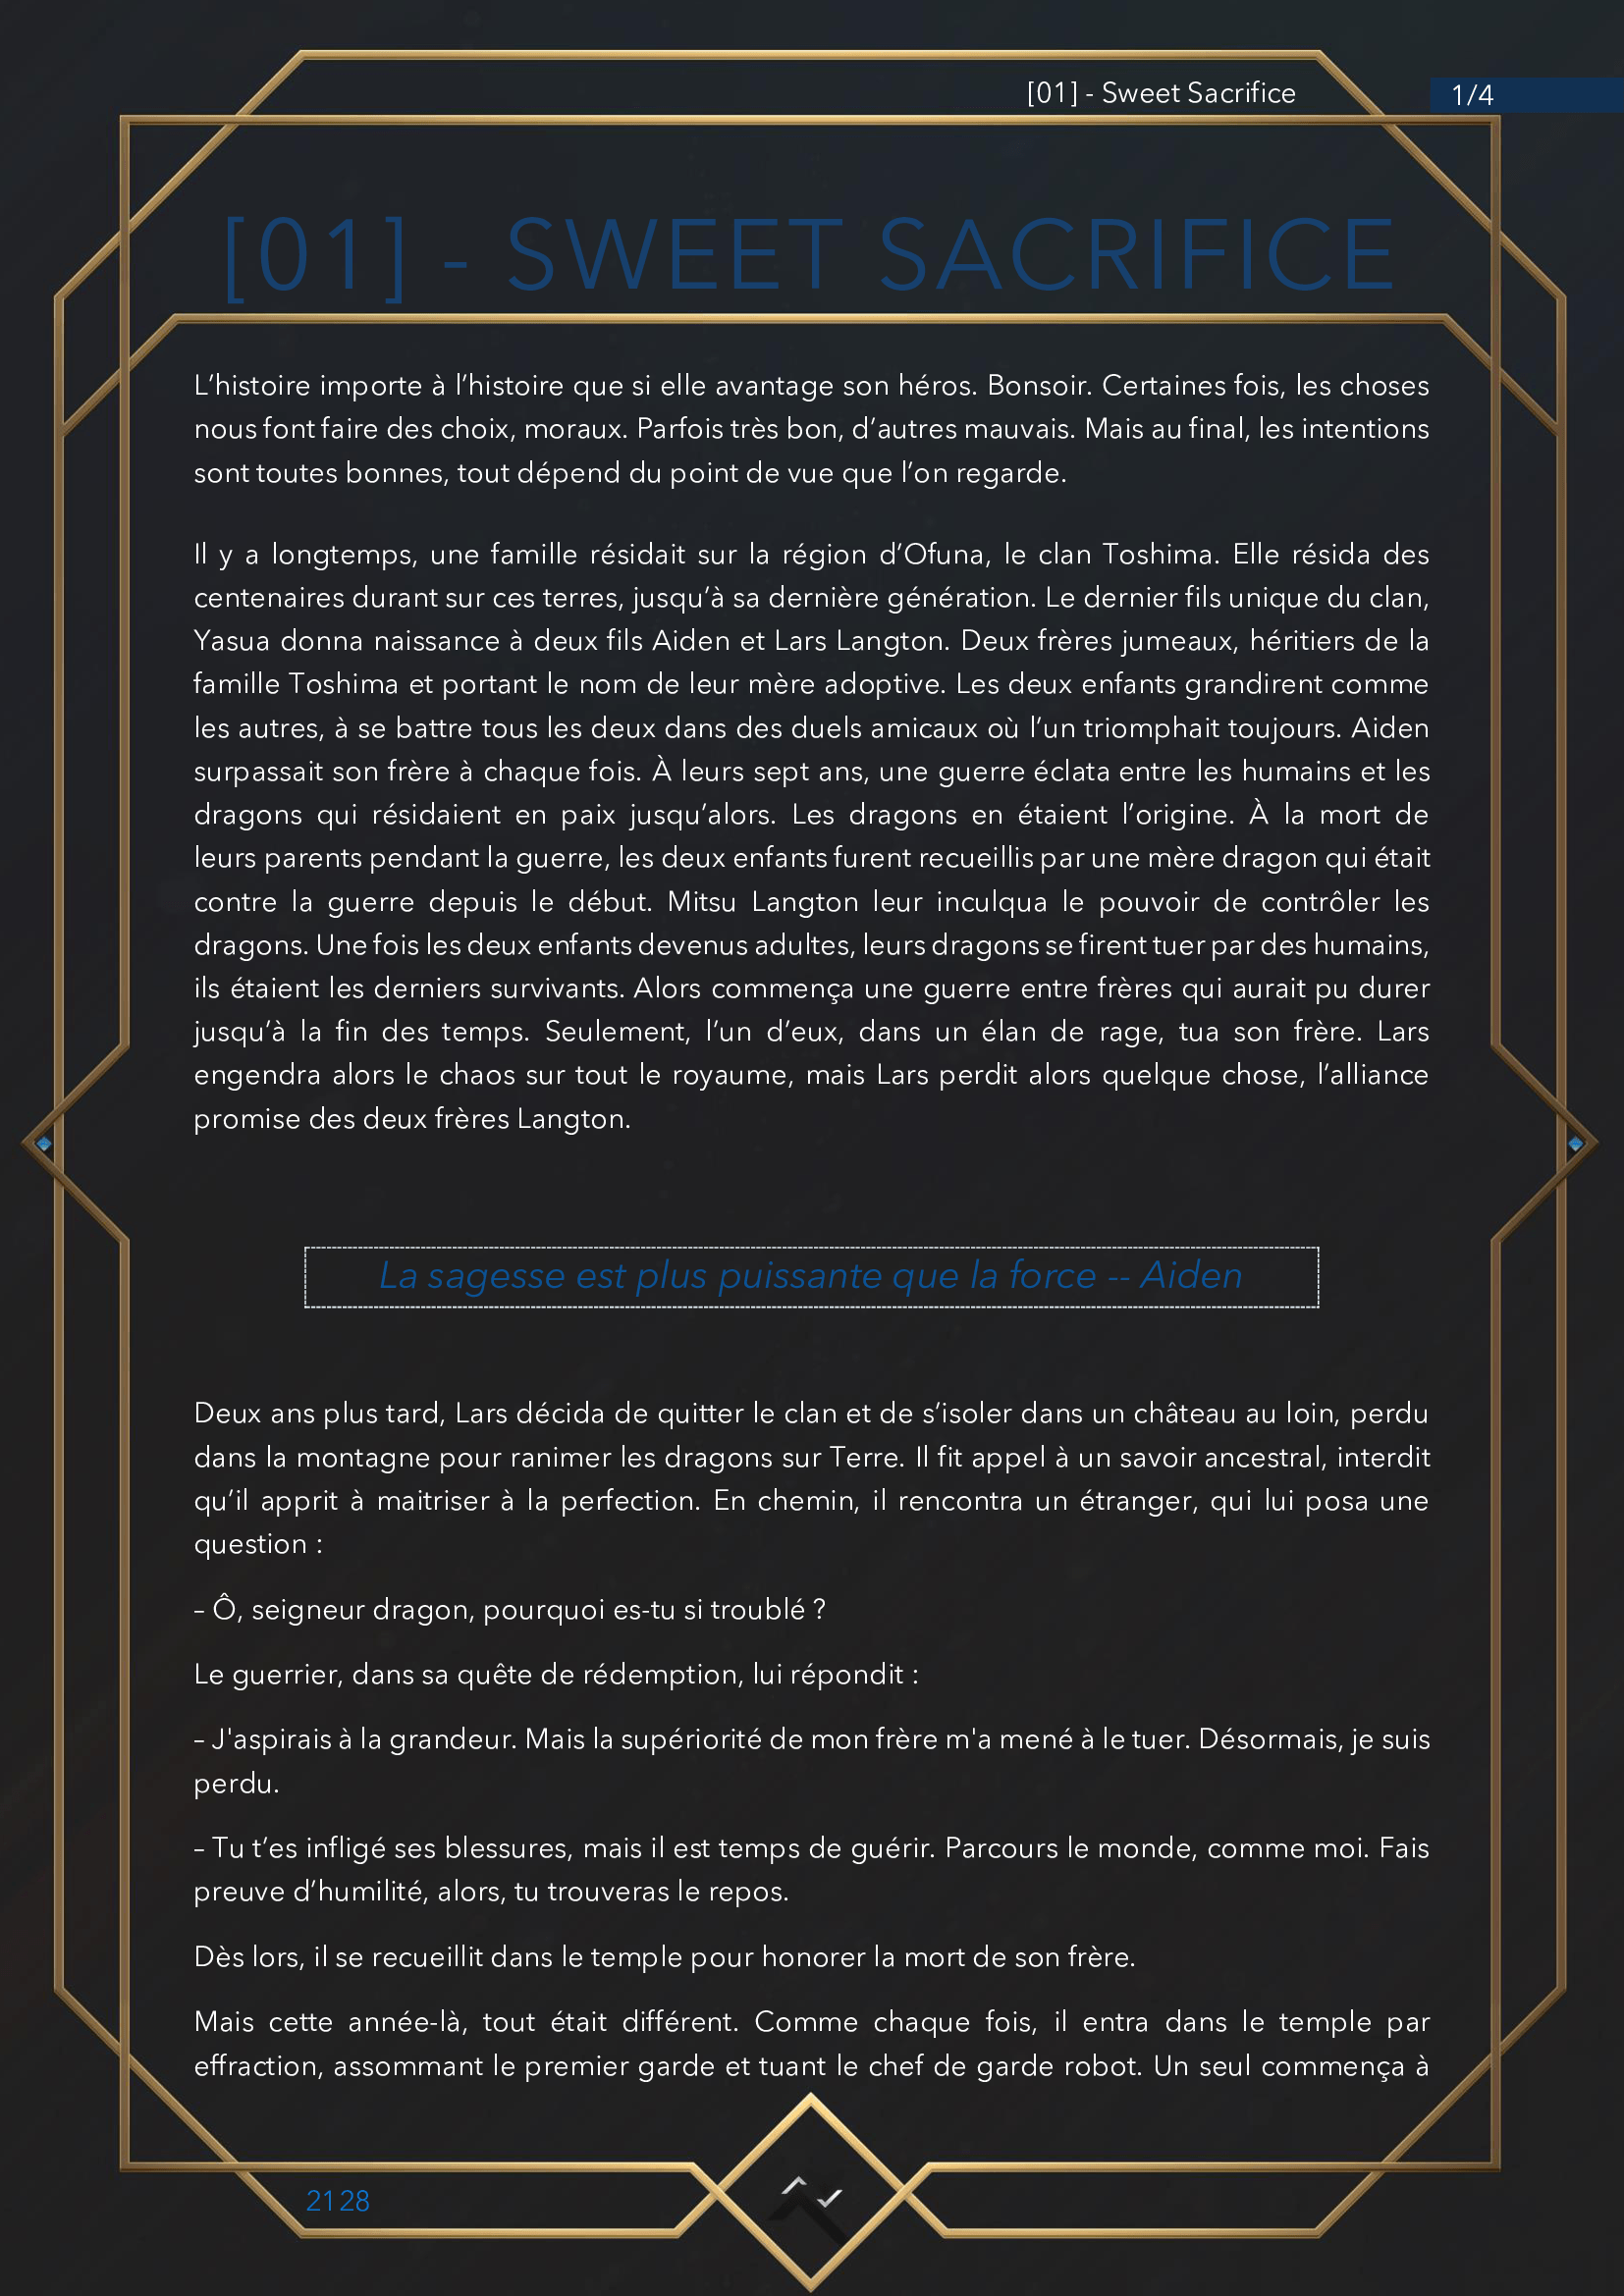 [01] - Sweet Sacrifice
1/4
[01] - SWEET SACRIFICE
L’histoire importe à l’histoire que si elle avantage son héros. Bonsoir. Certaines fois, les choses
nous font faire des choix, moraux. Parfois très bon, d’autres mauvais. Mais au final, les intentions
sont toutes bonnes, tout dépend du point de vue que l’on regarde.
Il y a longtemps, une famille résidait sur la région d’Ofuna, le clan Toshima. Elle résida des
centenaires durant sur ces terres, jusqu’à sa dernière génération. Le dernier fils unique du clan,
Yasua donna naissance à deux fils Aiden et Lars Langton. Deux frères jumeaux, héritiers de la
famille Toshima et portant le nom de leur mère adoptive. Les deux enfants grandirent comme
les autres, à se battre tous les deux dans des duels amicaux où l’un triomphait toujours. Aiden
surpassait son frère à chaque fois. À leurs sept ans, une guerre éclata entre les humains et les
dragons qui résidaient en paix jusqu’alors. Les dragons en étaient l’origine. À la mort de
leurs parents pendant la guerre, les deux enfants furent recueillis par une mère dragon qui était
contre la guerre depuis le début. Mitsu Langton leur inculqua le pouvoir de contrôler les
dragons. Une fois les deux enfants devenus adultes, leurs dragons se firent tuer par des humains,
ils étaient les derniers survivants. Alors commença une guerre entre frères qui aurait pu durer
jusqu’à la fin des temps. Seulement, l’un d’eux, dans un élan de rage, tua son frère. Lars
engendra alors le chaos sur tout le royaume, mais Lars perdit alors quelque chose, l’alliance
promise des deux frères Langton.
La sagesse est plus puissante que la force -- Aiden
Deux ans plus tard, Lars décida de quitter le clan et de s’isoler dans un château au loin, perdu
dans la montagne pour ranimer les dragons sur Terre. Il fit appel à un savoir ancestral, interdit
qu’il apprit à maitriser à la perfection. En chemin, il rencontra un étranger, qui lui posa une
question :
– Ô, seigneur dragon, pourquoi es-tu si troublé ?
Le guerrier, dans sa quête de rédemption, lui répondit :
– J'aspirais à la grandeur. Mais la supériorité de mon frère m'a mené à le tuer. Désormais, je suis
perdu.
– Tu t’es infligé ses blessures, mais il est temps de guérir. Parcours le monde, comme moi. Fais
preuve d’humilité, alors, tu trouveras le repos.
Dès lors, il se recueillit dans le temple pour honorer la mort de son frère.
Mais cette année-là, tout était différent. Comme chaque fois, il entra dans le temple par
effraction, assommant le premier garde et tuant le chef de garde robot. Un seul commença à
2128